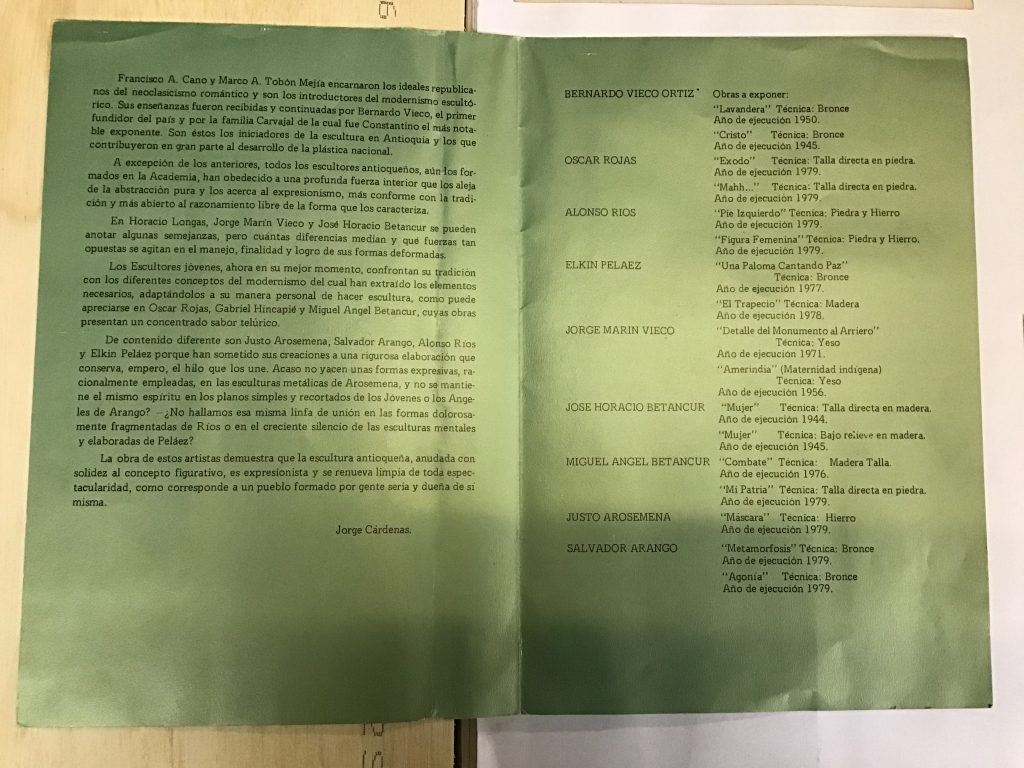 Francisco A. Cano y Marco A. Tobón Mejía encarnaron los ideales republica-
nos del neoclasicismo romántico y son los introductores del modernismo escultó-
rico. Sus enseñanzas fueron recibidas y continuadas por Bernardo Vieco, el primer
fundidor del país y por la familia Carvajal de la cual fue Constantino el más nota-
ble exponente. Son éstos los iniciadores de la escultura en Antioquia y los que
contribuyeron en gran parte al desarrollo de la plástica nacional.
A excepción de los anteriores, todos los escultores antioqueños, aún los for-
mados en la Academia, han obedecido a una profunda fuerza interior que los aleja
de la abstracción pura y los acerca al expresionismo, más conforme con la tradi-
ción y más abierto al razonamiento libre de la forma que los caracteriza.
En Horacio Longas, Jorge Marín Vieco y José Horacio Betancur se pueden
anotar algunas semejanzas, pero cuántas diferencias median y qué fuerzas tan
opuestas se agitan en el manejo, finalidad y logro de sus formas deformadas.
Los Escultores jóvenes, ahora en su mejor momento, confrontan su tradición
con los diferentes conceptos del modernismo del cual han extraído los elementos
necesarios, adaptándolos a su manera personal de hacer escultura, como puede
apreciarse en Oscar Rojas, Gabriel Hincapié y Miguel Angel Betancur, cuyas obras
presentan un concentrado sabor telúrico.
De contenido diferente son Justo Arosemena, Salvador Arango, Alonso Ríos
y Elkin Peláez porque han sometido sus creaciones a una rigurosa elaboración que
conserva, empero, el hilo que los une. Acaso no yacen unas formas expresivas, ra-
cionalmente empleadas, en las esculturas metálicas de Arosemena, y no se mantie-
ne el mismo espíritu en los planos simples y recortados de los Jóvenes o los Ange-
les de Arango? —¿No hallamos esa misma linfa de unión en las formas dolorosa-
mente fragmentadas de Ríos o en el creciente silencio de las esculturas mentales
y elaboradas de Peláez?
La obra de estos artistas demuestra que la escultura antioqueña, anudada con
solidez al concepto figurativo, es expresionista y se renueva limpia de toda espec-
tacularidad, como corresponde a un pueblo formado por gente seria y dueña de sí
misma.
Jorge Cárdenas.
BERNARDO VIECO ORTIZ Obras a exponer:
"Lavandera" Técnica: Bronce
Año de ejecución 1950.
"Cristo" Técnica: Bronce
Año de ejecución 1945.
OSCAR ROJAS "Exodo" Técnica: Talla directa en piedra.
Año de ejecución 1979.
"Mahh..." Técnica: Talla directa en piedra.
Año de ejecución 1979.
ALONSO RIOS "Pie Izquierdo" Técnica: Piedra y Hierro
Año de ejecución 1979.
"Figura Femenina" Técnica: Piedra y Hierro.
Año de ejecución 1979.
ELKIN PELAEZ "Una Paloma Cantando Paz"
Técnica: Bronce
Año de ejecución 1977.
"El Trapecio" Técnica: Madera
Año de ejecución 1978.
JORGE MARIN VIECO "Detalle del Monumento al Arriero"
Técnica: Yeso
Año de ejecución 1971.
"Amerindia" (Maternidad indígena)
Técnica: Yeso
Año de ejecución 1956.
JOSE HORACIO BETANCUR "Mujer" Técnica: Talla directa en madera.
Año de ejecución 1944.
"Mujer" Técnica: Bajo relieve en madera.
Año de ejecución 1945.
MIGUEL ANGEL BETANCUR "Combate" Técnica: Madera Talla.
Año de ejecución 1976.
"Mi Patria" Técnica: Talla directa en piedra.
Año de ejecución 1979.
JUSTO AROSEMENA "Máscara" Técnica: Hierro
Año de ejecución 1979.
SALVADOR ARANGO "Metamorfosis" Técnica: Bronce
Año de ejecución 1979.
"Agonía" Técnica: Bronce
Año de ejecución 1979.